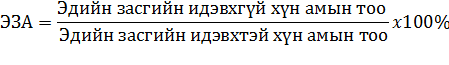 ЭЗА = Эдийн засгийн идэвхгүй хүн амын тоо
Эдийн засгийн идэвхтэй хүн амын тоо x100%